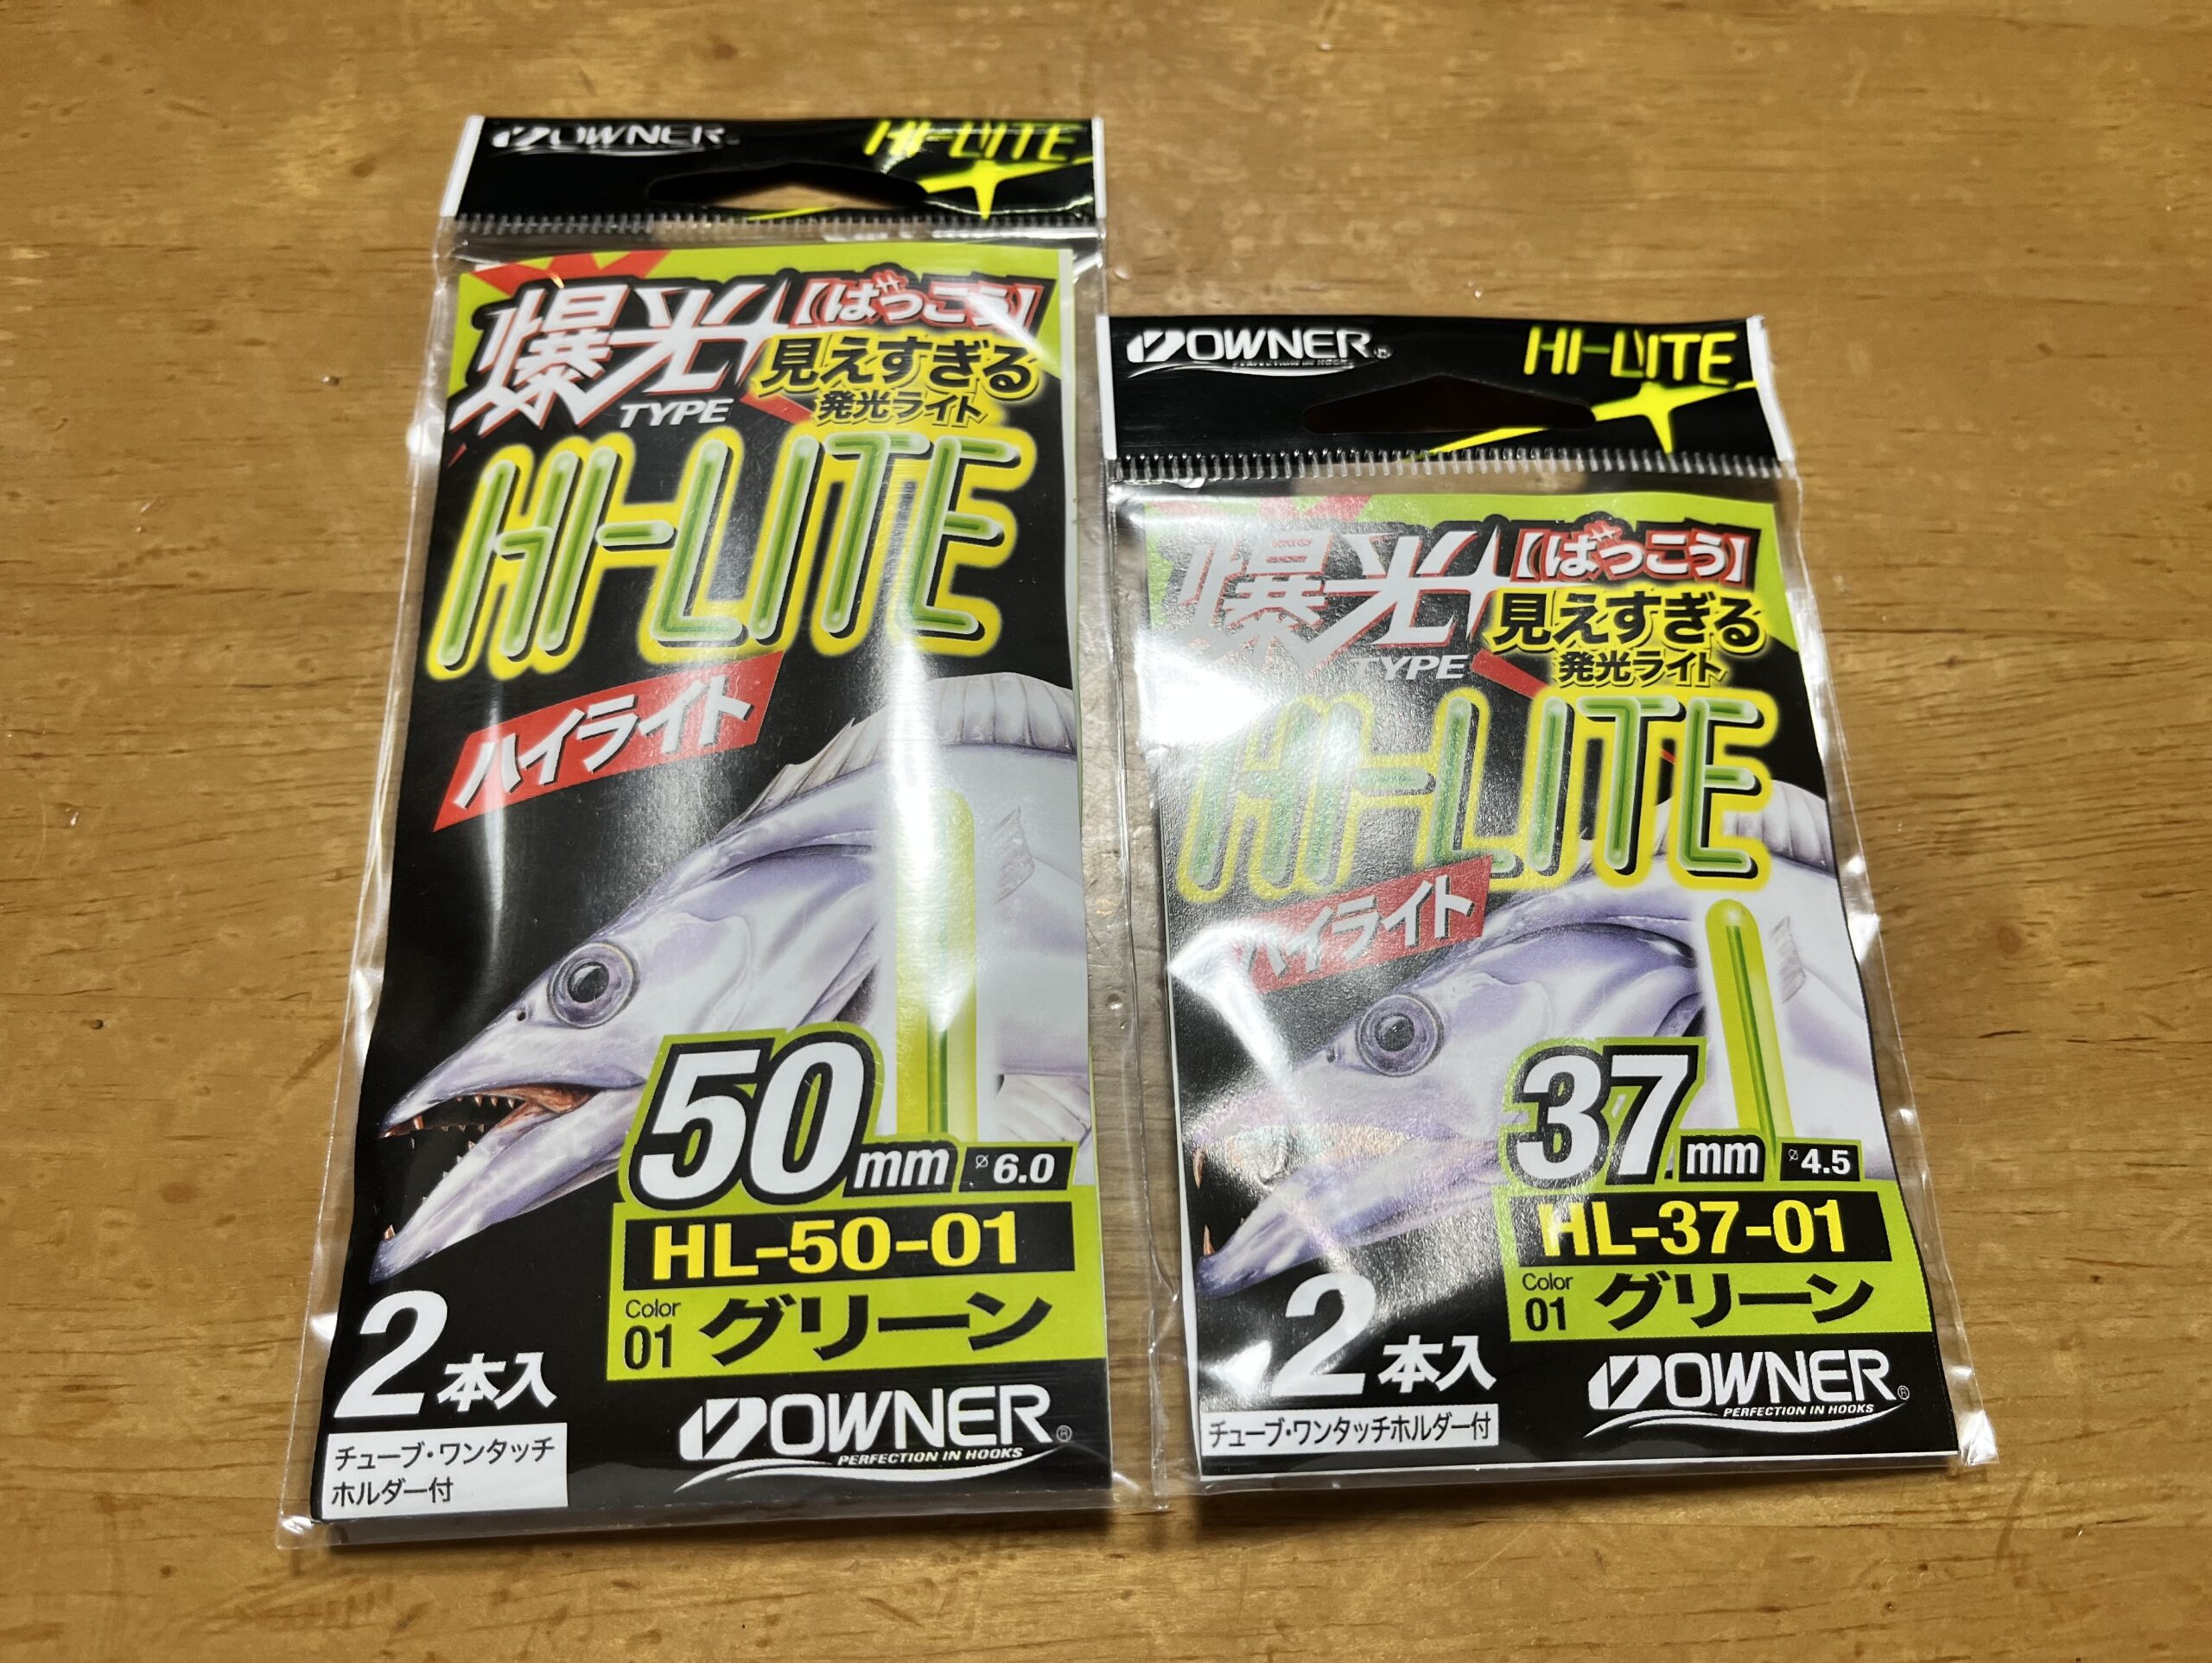 OWNER
HI-LITE
爆光
【ばっこう】
TYPE
見えすぎる
発光ライト
HI-LITE
ハイライト
50mm ø6.0
HL-50-01
Color
01 グリーン
2本入
チューブ・ワンタッチ
ホルダー付
OWNER®
PERFECTION IN HOOKS
OWNER®
PERFECTION IN HOOKS
HI-LITE
爆光
【ばっこう】
TYPE
見えすぎる
発光ライト
HI-LITE
ハイライト
37mm ø4.5
HL-37-01
Color
01 グリーン
2本入
チューブ・ワンタッチホルダー付
OWNER®
PERFECTION IN HOOKS